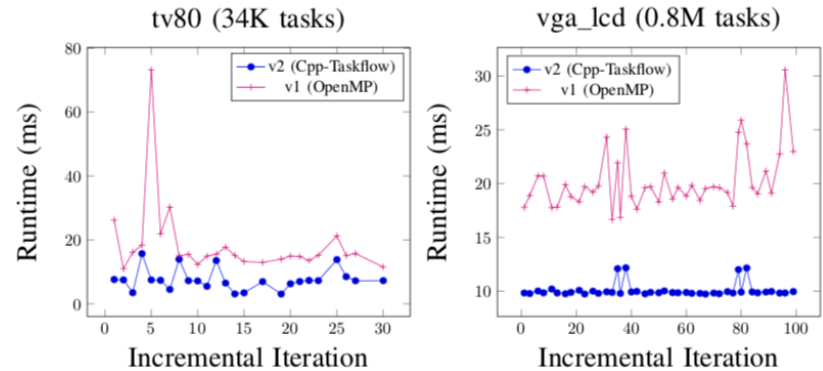 tv80 (34K tasks)
80
60
40
20
0
0 5 10 15 20 25 30
Runtime (ms)
Incremental Iteration
v2 (Cpp-Taskflow)
v1 (OpenMP)
vga_lcd (0.8M tasks)
30
25
20
15
10
0 20 40 60 80 100
Runtime (ms)
Incremental Iteration
v2 (Cpp-Taskflow)
v1 (OpenMP)